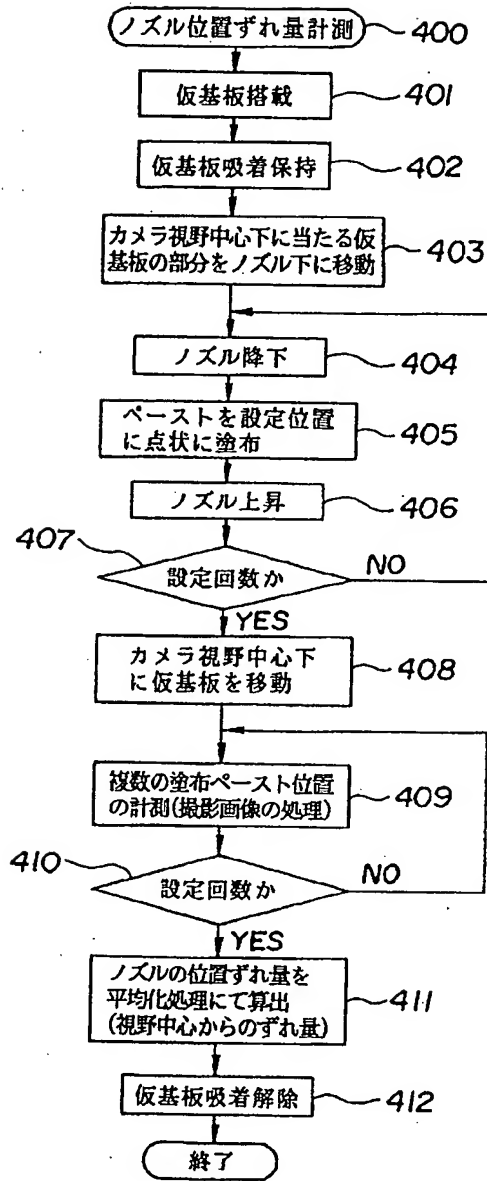 ノズル位置ずれ量計測
400
仮基板搭載
401
仮基板吸着保持
402
カメラ視野中心下に当たる仮
基板の部分をノズル下に移動
403
ノズル降下
404
ペーストを設定位置
に点状に塗布
405
ノズル上昇
406
407
設定回数か
NO
YES
カメラ視野中心下
に仮基板を移動
408
複数の塗布ペースト位置
の計測(撮影画像の処理)
409
410
設定回数か
NO
YES
ノズルの位置ずれ量を
平均化処理にて算出
(視野中心からのずれ量)
411
仮基板吸着解除
412
終了